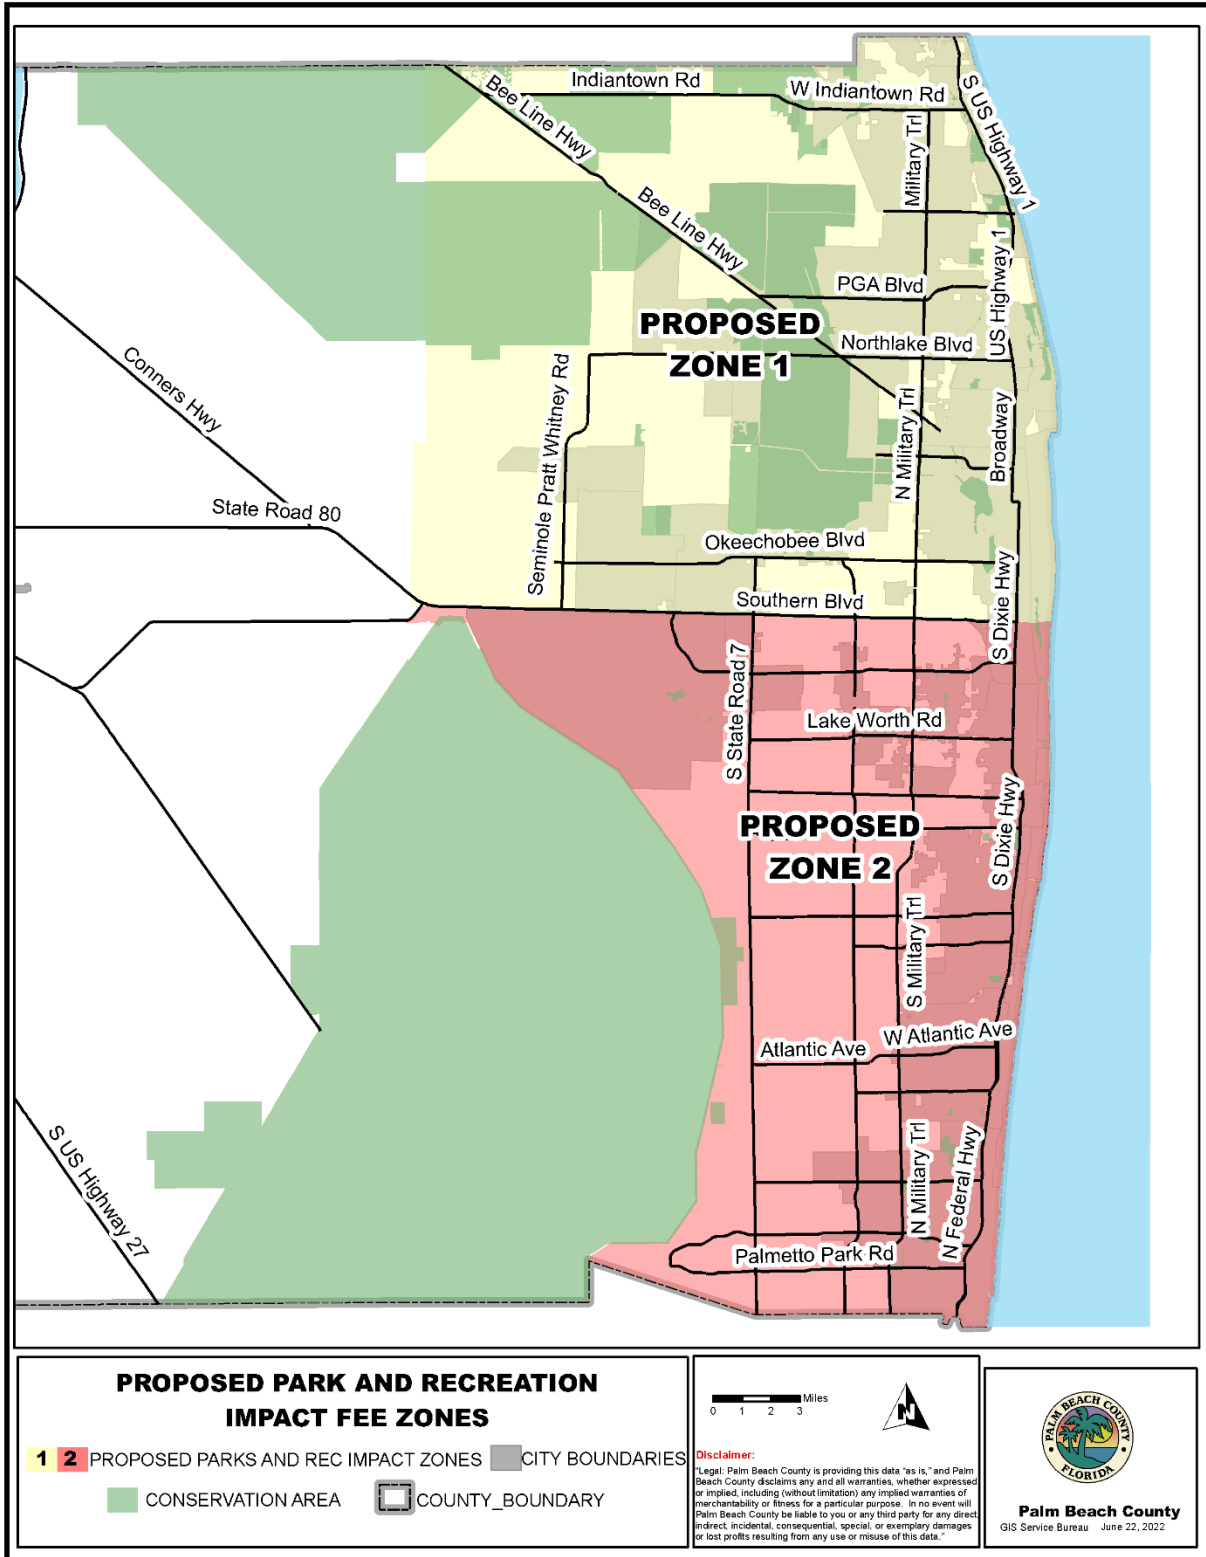 Indiantown Rd
W Indiantown Rd
S US Highway 1
Bee Line Hwy
Military Trl
Bee Line Hwy
US Highway 1
PGA Blvd
PROPOSED
ZONE 1
Northlake Blvd
Conners Hwy
Seminole Pratt Whitney Rd
N Military Trl
Broadway
State Road 80
Okeechobee Blvd
Southern Blvd
S Dixie Hwy
S State Road 7
Lake Worth Rd
PROPOSED
ZONE 2
S Dixie Hwy
S Military Trl
Atlantic Ave
W Atlantic Ave
S US Highway 27
N Military Trl
N Federal Hwy
Palmetto Park Rd
PROPOSED PARK AND RECREATION
IMPACT FEE ZONES
1 2 PROPOSED PARKS AND REC IMPACT ZONES CITY BOUNDARIES
CONSERVATION AREA COUNTY_BOUNDARY
Miles
0 1 2 3
N
Disclaimer:
"Legal: Palm Beach County is providing this data "as is," and Palm
Beach County disclaims any and all warranties, whether expressed
or implied, including (without limitation) any implied warranties of
merchantability or fitness for a particular purpose. In no event will
Palm Beach County be liable to you or any third party for any direct,
indirect, incidental, consequential, special, or exemplary damages
or lost profits resulting from any use or misuse of this data."
PALM BEACH COUNTY
FLORIDA
Palm Beach County
GIS Service Bureau June 22, 2022